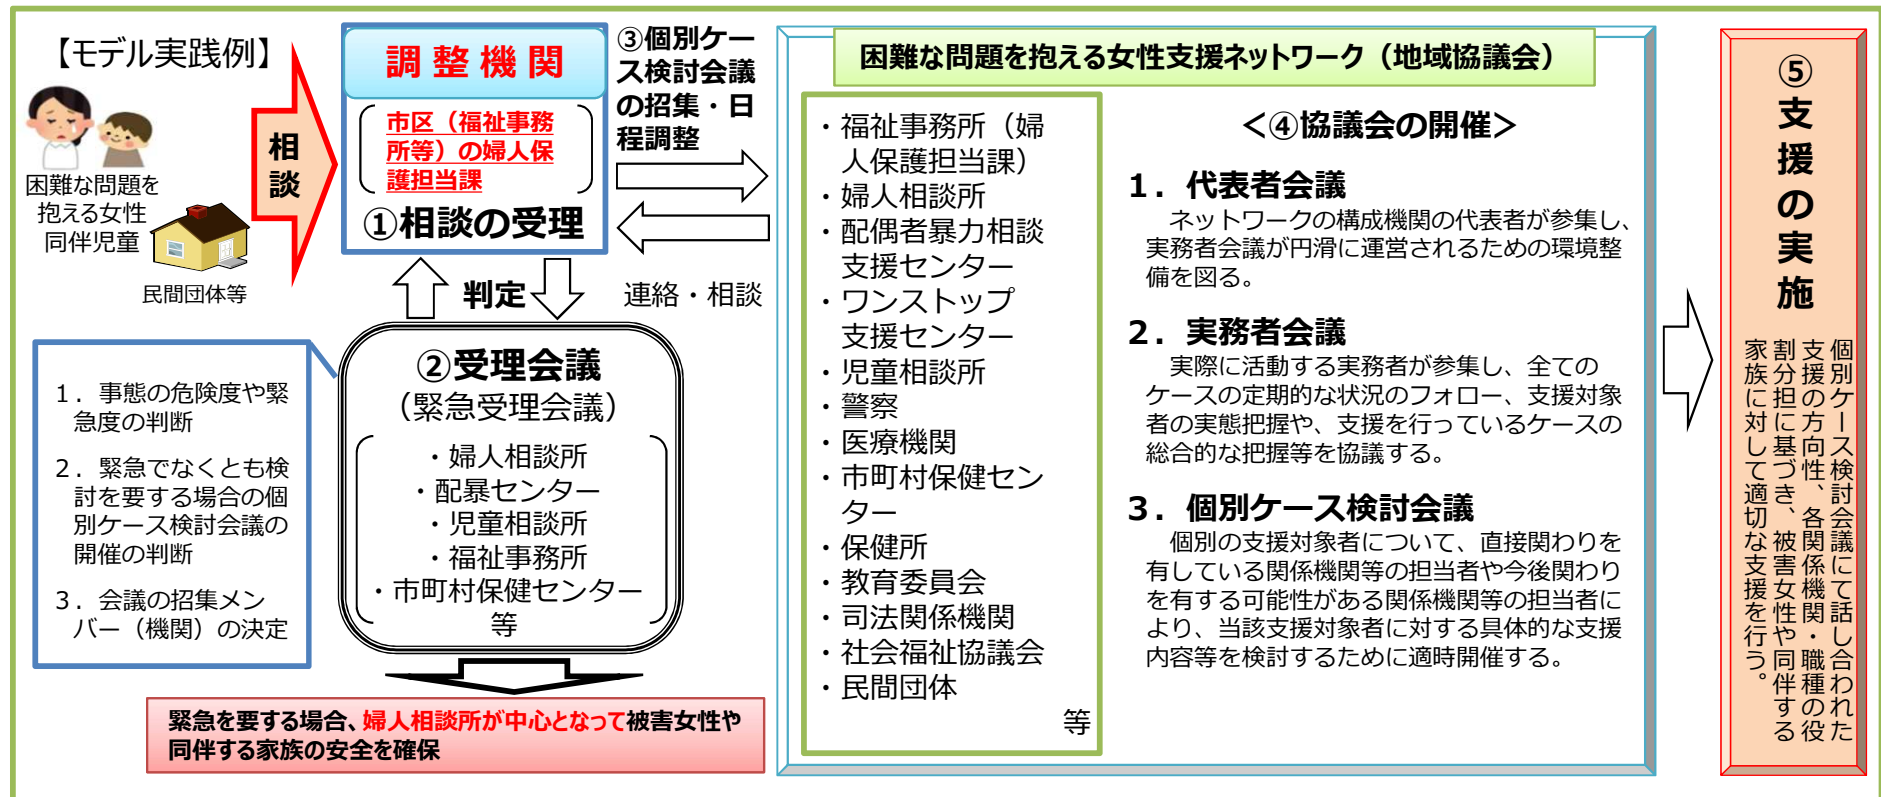 【モデル実践例】
困難な問題を
抱える女性
同伴児童
民間団体等
相
談
調整機関
市区（福祉事務
所等）の婦人保
護担当課
①相談の受理
判定
②受理会議
（緊急受理会議）
・婦人相談所
・配暴センター
・児童相談所
・福祉事務所
・市町村保健センター
等
1．事態の危険度や緊
急度の判断
2．緊急でなくとも検
討を要する場合の個
別ケース検討会議の
開催の判断
3．会議の招集メン
バー（機関）の決定
緊急を要する場合、婦人相談所が中心となって被害女性や
同伴する家族の安全を確保
③個別ケー
ス検討会議
の招集・日
程調整
連絡・相談
困難な問題を抱える女性支援ネットワーク（地域協議会）
・福祉事務所（婦
人保護担当課）
・婦人相談所
・配偶者暴力相談
支援センター
・ワンストップ
支援センター
・児童相談所
・警察
・医療機関
・市町村保健セン
ター
・保健所
・教育委員会
・司法関係機関
・社会福祉協議会
・民間団体
等
＜④協議会の開催＞
1．代表者会議
ネットワークの構成機関の代表者が参集し、
実務者会議が円滑に運営されるための環境整
備を図る。
2．実務者会議
実際に活動する実務者が参集し、全ての
ケースの定期的な状況のフォロー、支援対象
者の実態把握や、支援を行っているケースの
総合的な把握等を協議する。
3．個別ケース検討会議
個別の支援対象者について、直接関わりを
有している関係機関等の担当者や今後関わり
を有する可能性がある関係機関等の担当者に
より、当該支援対象者に対する具体的な支援
内容等を検討するために適時開催する。
⑤支援の実施
個別ケース検討会議にて話し合われた
支援の方向性、各関係機関・職種の役
割分担に基づき、被害女性や同伴する
家族に対して適切な支援を行う。